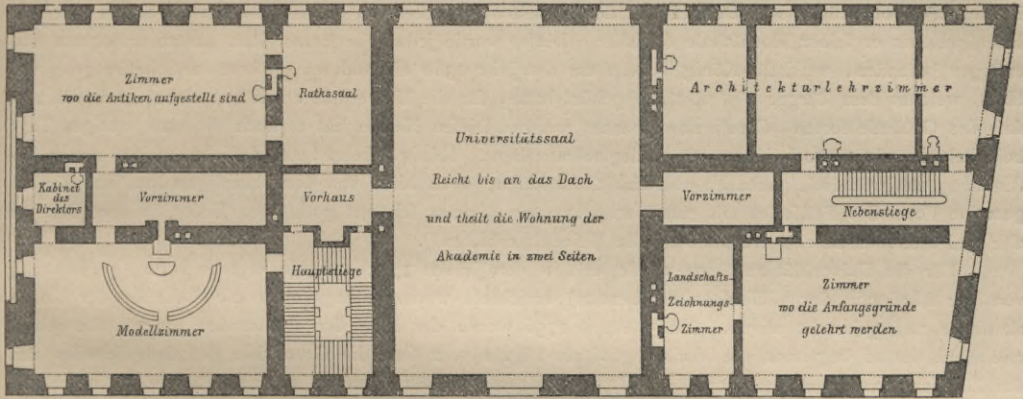 Zimmer
wo die Antiken aufgestellt sind
Rathssaal
Universitätssaal
Reicht bis an das Dach
und theilt die Wohnung der
Akademie in zwei Seiten
Architekturlehrzimmer
Kabinet
des
Direktors
Vorzimmer
Vorhaus
Vorzimmer
Nebenstiege
Modellzimmer
Hauptstiege
Landschafts-
Zeichnungs-
Zimmer
Zimmer
wo die Anfangsgründe
gelehrt werden